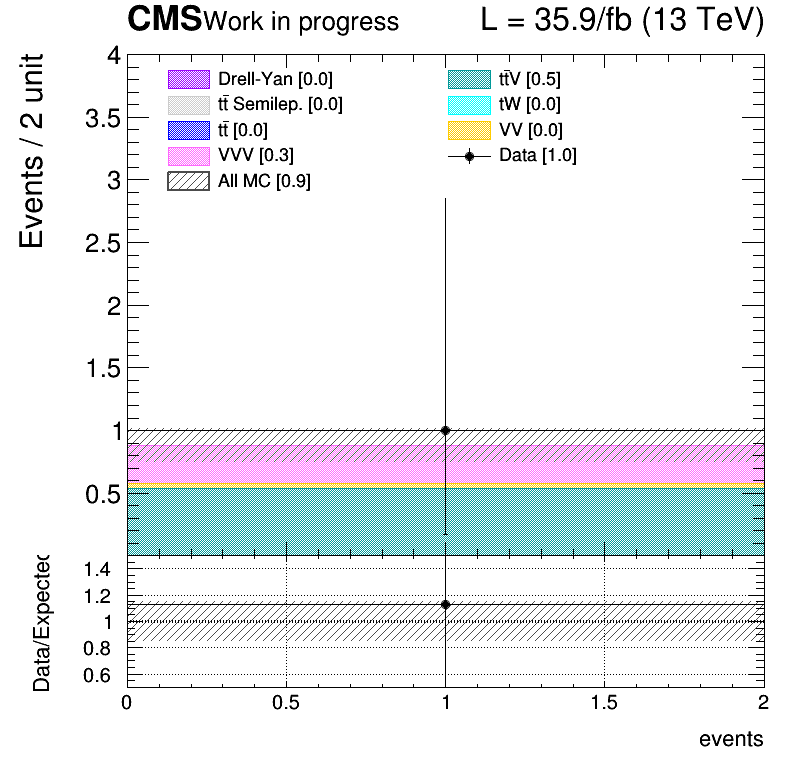 CMS Work in progress L = 35.9/fb (13 TeV)
Events / 2 unit
4
3.5
3
2.5
2
1.5
1
0.5
Drell-Yan [0.0]
tt̄ Semilep. [0.0]
tt̄ [0.0]
VVV [0.3]
All MC [0.9]
tt̄V [0.5]
tW [0.0]
VV [0.0]
Data [1.0]
Data/Expected
1.4
1.2
1
0.8
0.6
0 0.5 1 1.5 2
events